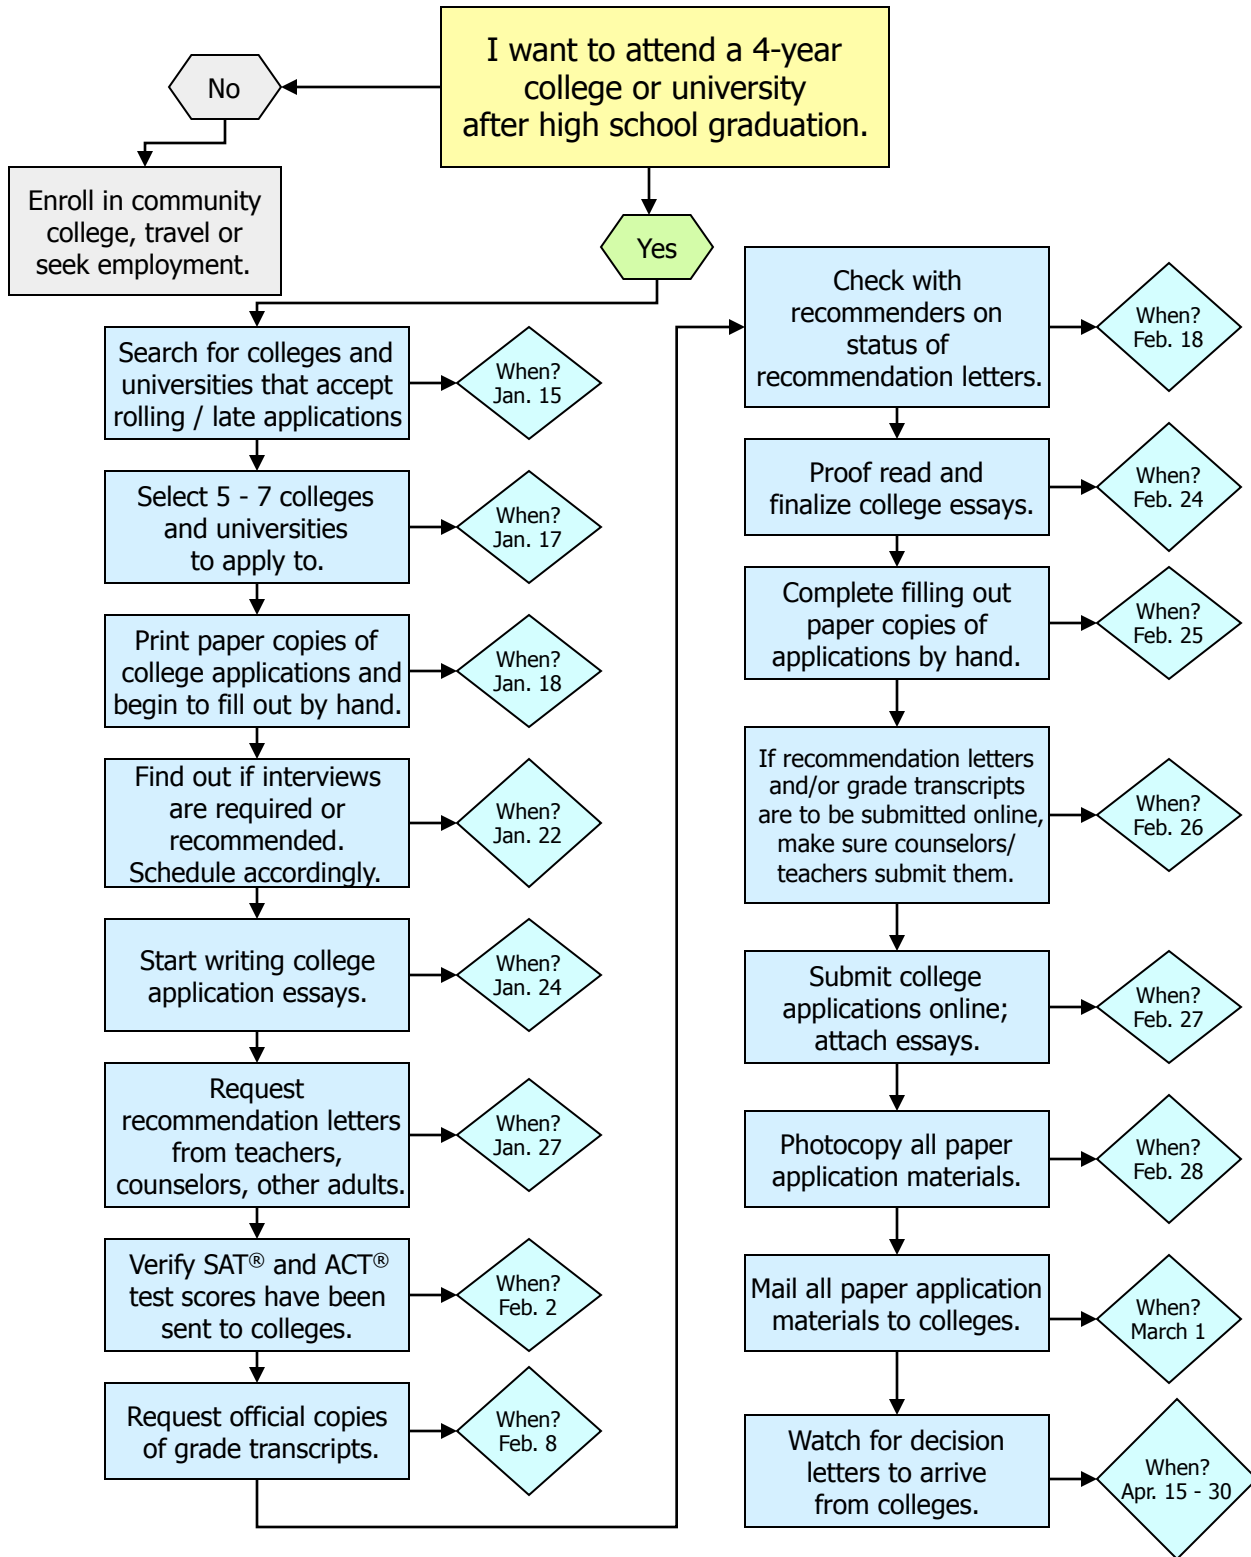 I want to attend a 4-year
college or university
after high school graduation.
No
Enroll in community
college, travel or
seek employment.
Yes
Search for colleges and
universities that accept
rolling / late applications
When?
Jan. 15
Select 5 - 7 colleges
and universities
to apply to.
When?
Jan. 17
Print paper copies of
college applications and
begin to fill out by hand.
When?
Jan. 18
Find out if interviews
are required or
recommended.
Schedule accordingly.
When?
Jan. 22
Start writing college
application essays.
When?
Jan. 24
Request
recommendation letters
from teachers,
counselors, other adults.
When?
Jan. 27
Verify SAT® and ACT®
test scores have been
sent to colleges.
When?
Feb. 2
Request official copies
of grade transcripts.
When?
Feb. 8
Check with
recommenders on
status of
recommendation letters.
When?
Feb. 18
Proof read and
finalize college essays.
When?
Feb. 24
Complete filling out
paper copies of
applications by hand.
When?
Feb. 25
If recommendation letters
and/or grade transcripts
are to be submitted online,
make sure counselors/
teachers submit them.
When?
Feb. 26
Submit college
applications online;
attach essays.
When?
Feb. 27
Photocopy all paper
application materials.
When?
Feb. 28
Mail all paper application
materials to colleges.
When?
March 1
Watch for decision
letters to arrive
from colleges.
When?
Apr. 15 - 30